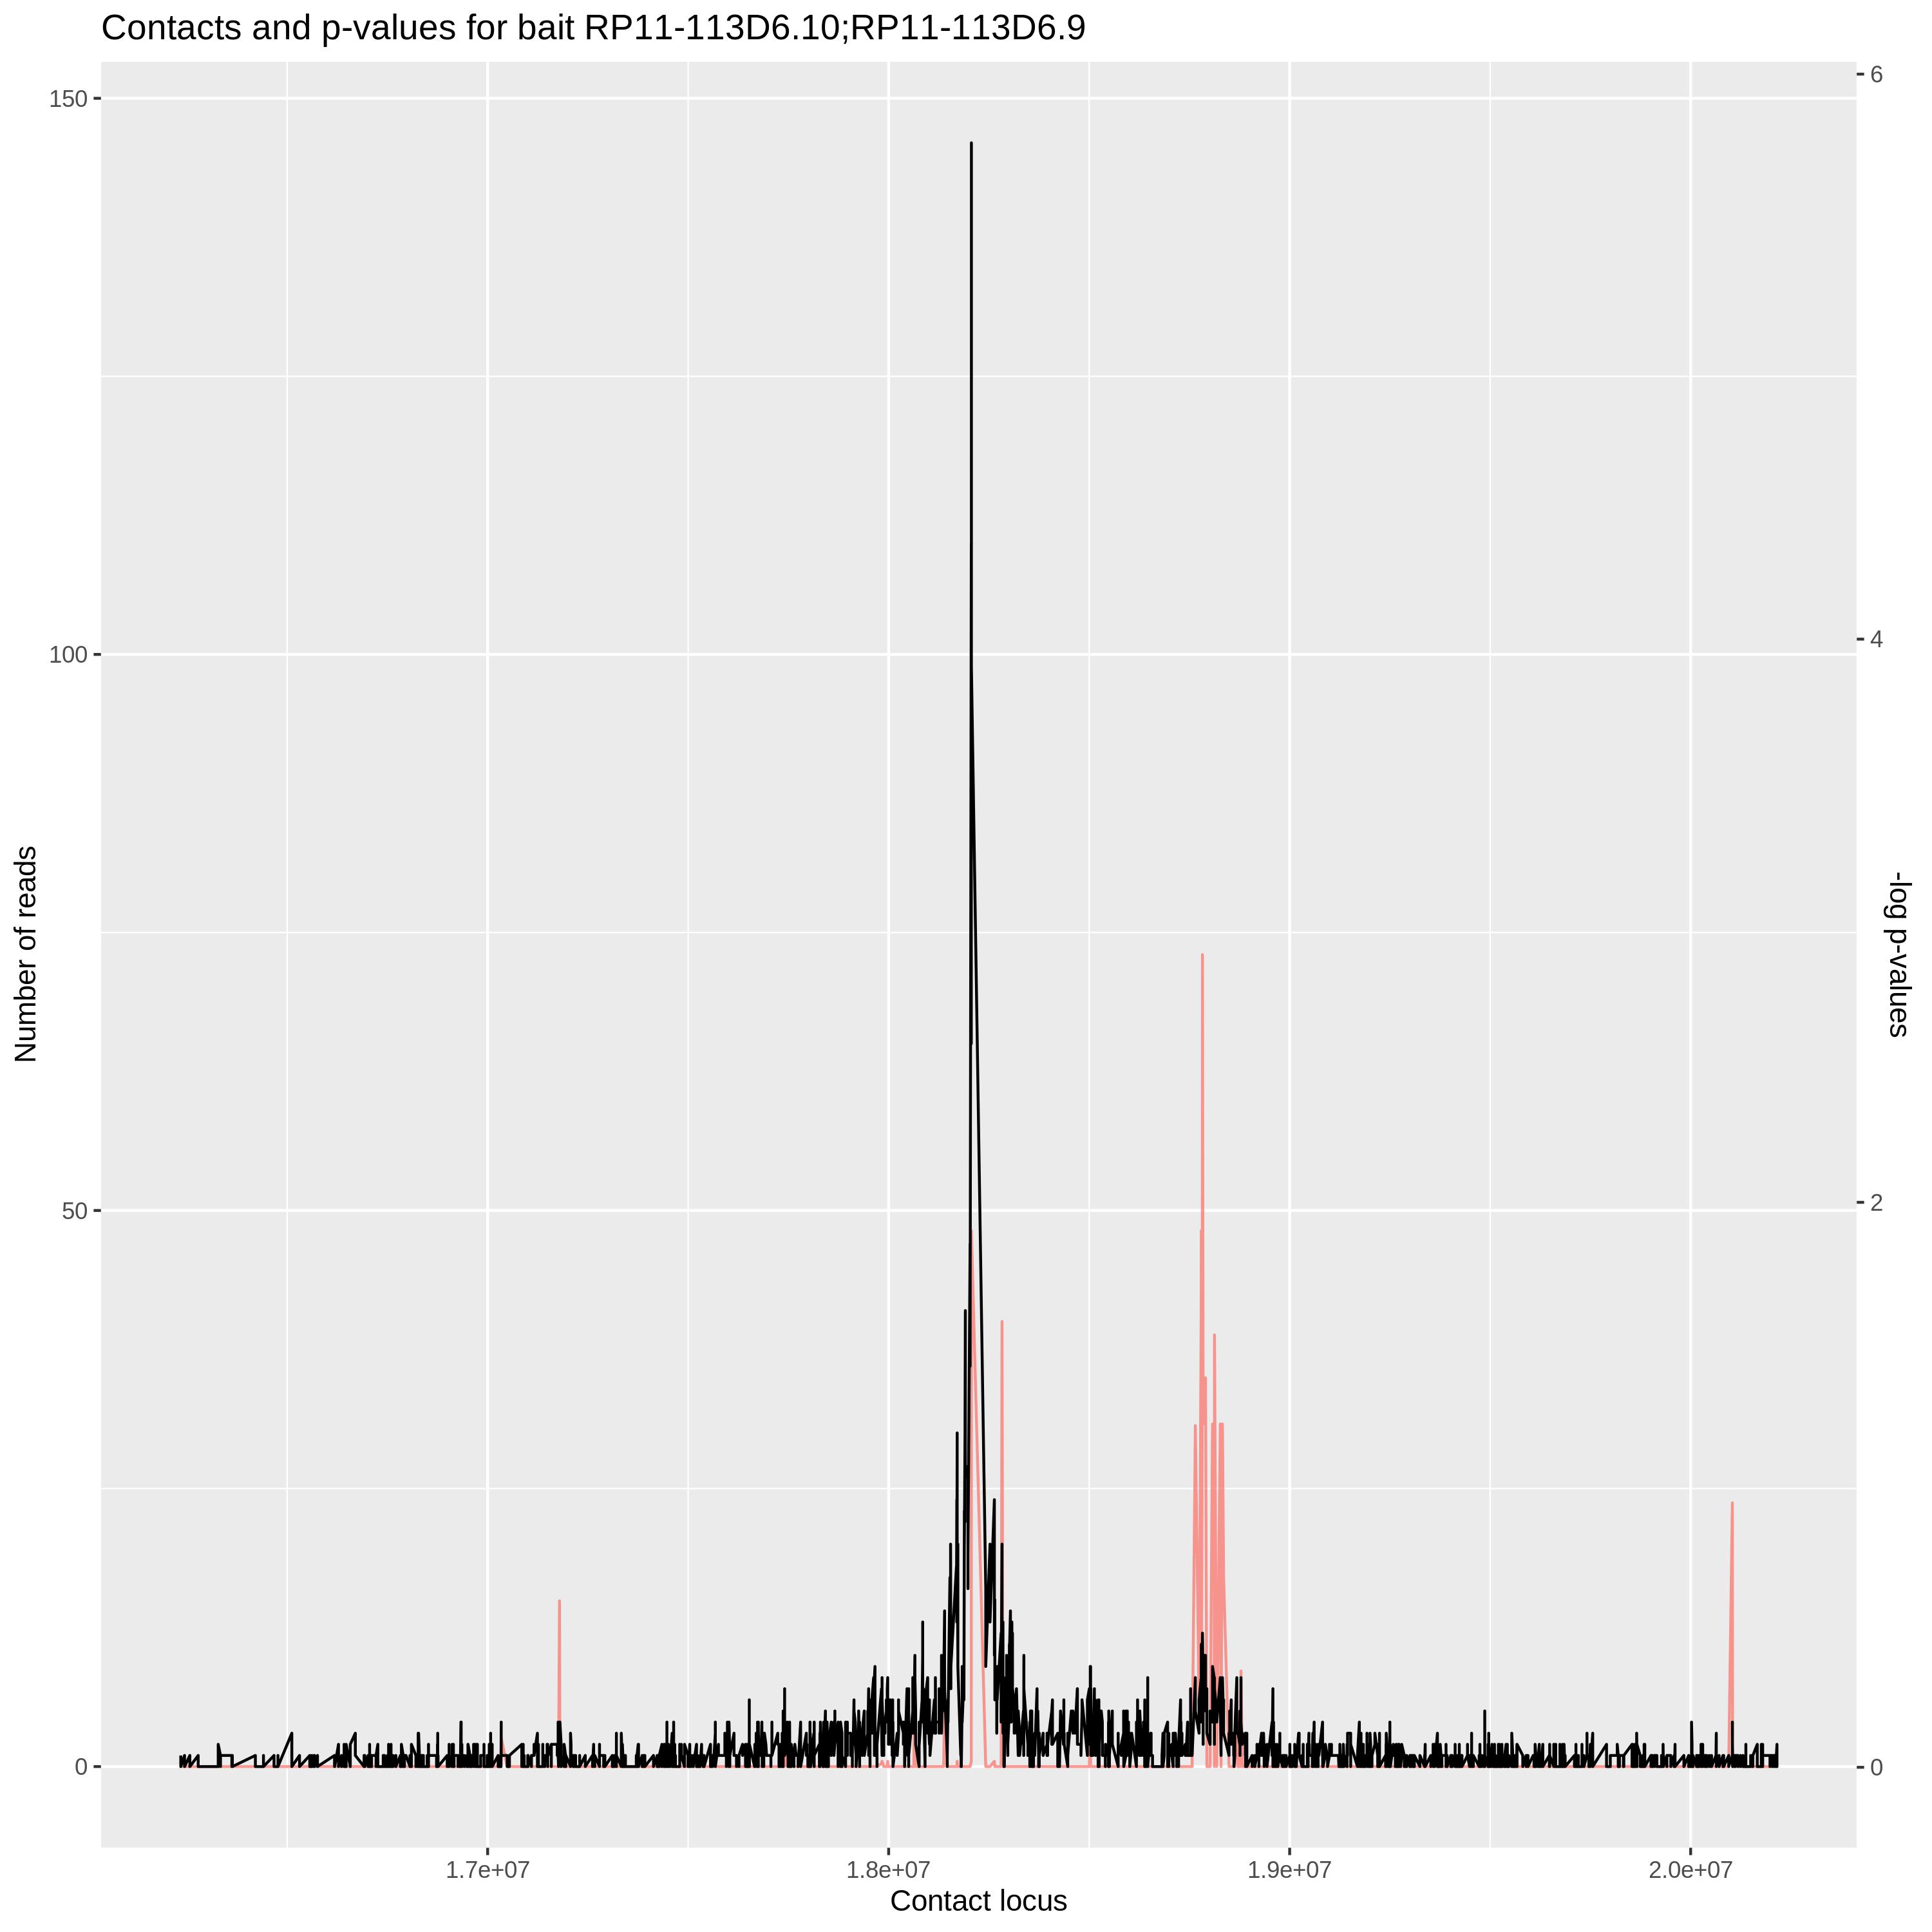 Contacts and p-values for bait RP11-113D6.10;RP11-113D6.9
150
100
50
0
Number of reads
6
4
2
0
-log p-values
1.7e+07
1.8e+07
1.9e+07
2.0e+07
Contact locus